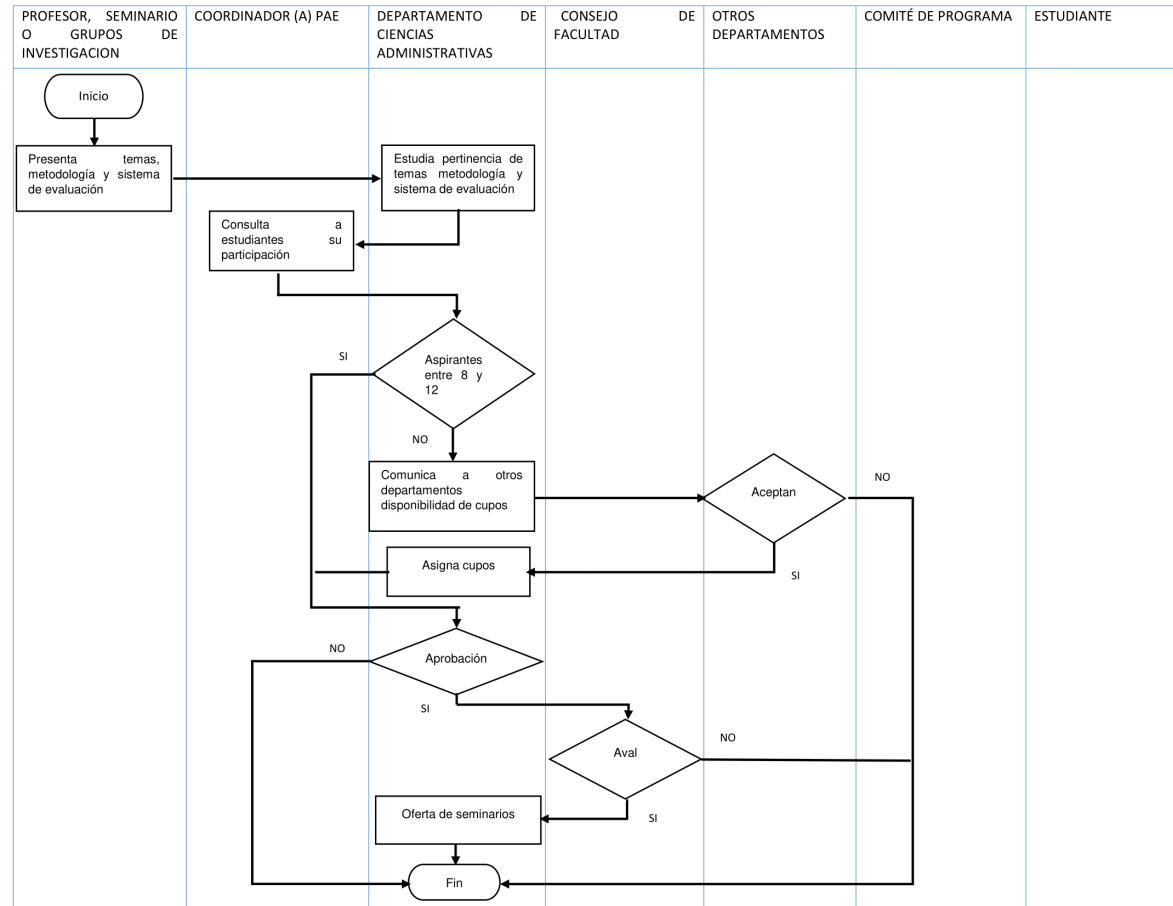 PROFESOR, SEMINARIO
O GRUPOS DE
INVESTIGACION
COORDINADOR (A) PAE
DEPARTAMENTO DE
CIENCIAS
ADMINISTRATIVAS
CONSEJO DE
FACULTAD
OTROS
DEPARTAMENTOS
COMITÉ DE PROGRAMA
ESTUDIANTE
Inicio
Presenta temas,
metodología y sistema
de evaluación
Estudia pertinencia de
temas metodología y
sistema de evaluación
Consulta a
estudiantes su
participación
SI
Aspirantes
entre 8 y
12
NO
Comunica a otros
departamentos
disponibilidad de cupos
Aceptan
NO
Asigna cupos
SI
NO
Aprobación
SI
Aval
NO
Oferta de seminarios
SI
Fin